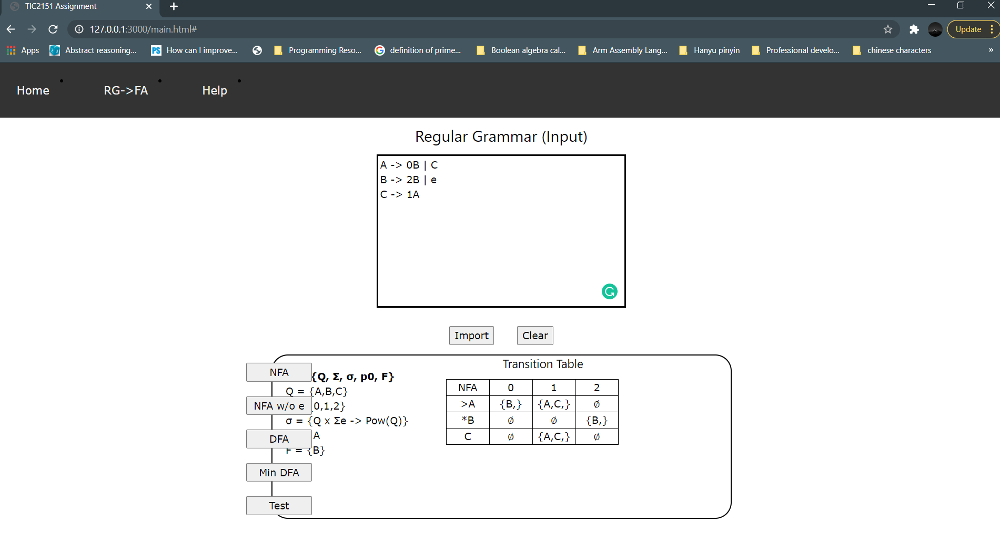 TIC2151 Assignment
127.0.0.1:3000/main.html#
Update
Apps
Abstract reasoning...
PS
How can I improve...
Programming Reso...
definition of prime...
Boolean algebra cal...
Arm Assembly Lang...
Hanyu pinyin
Professional develo...
chinese characters
»
Home
RG->FA
Help
Regular Grammar (Input)
A -> 0B | C
B -> 2B | e
C -> 1A
Import
Clear
NFA
NFA w/o e
DFA
Min DFA
Test
{Q, Σ, σ, p0, F}
Q = {A,B,C}
0,1,2}
σ = {Q x Σe -> Pow(Q)}
A
F = {B}
Transition Table
NFA 0 1 2
>A {B,} {A,C,} ∅
*B ∅ ∅ {B,}
C ∅ {A,C,} ∅